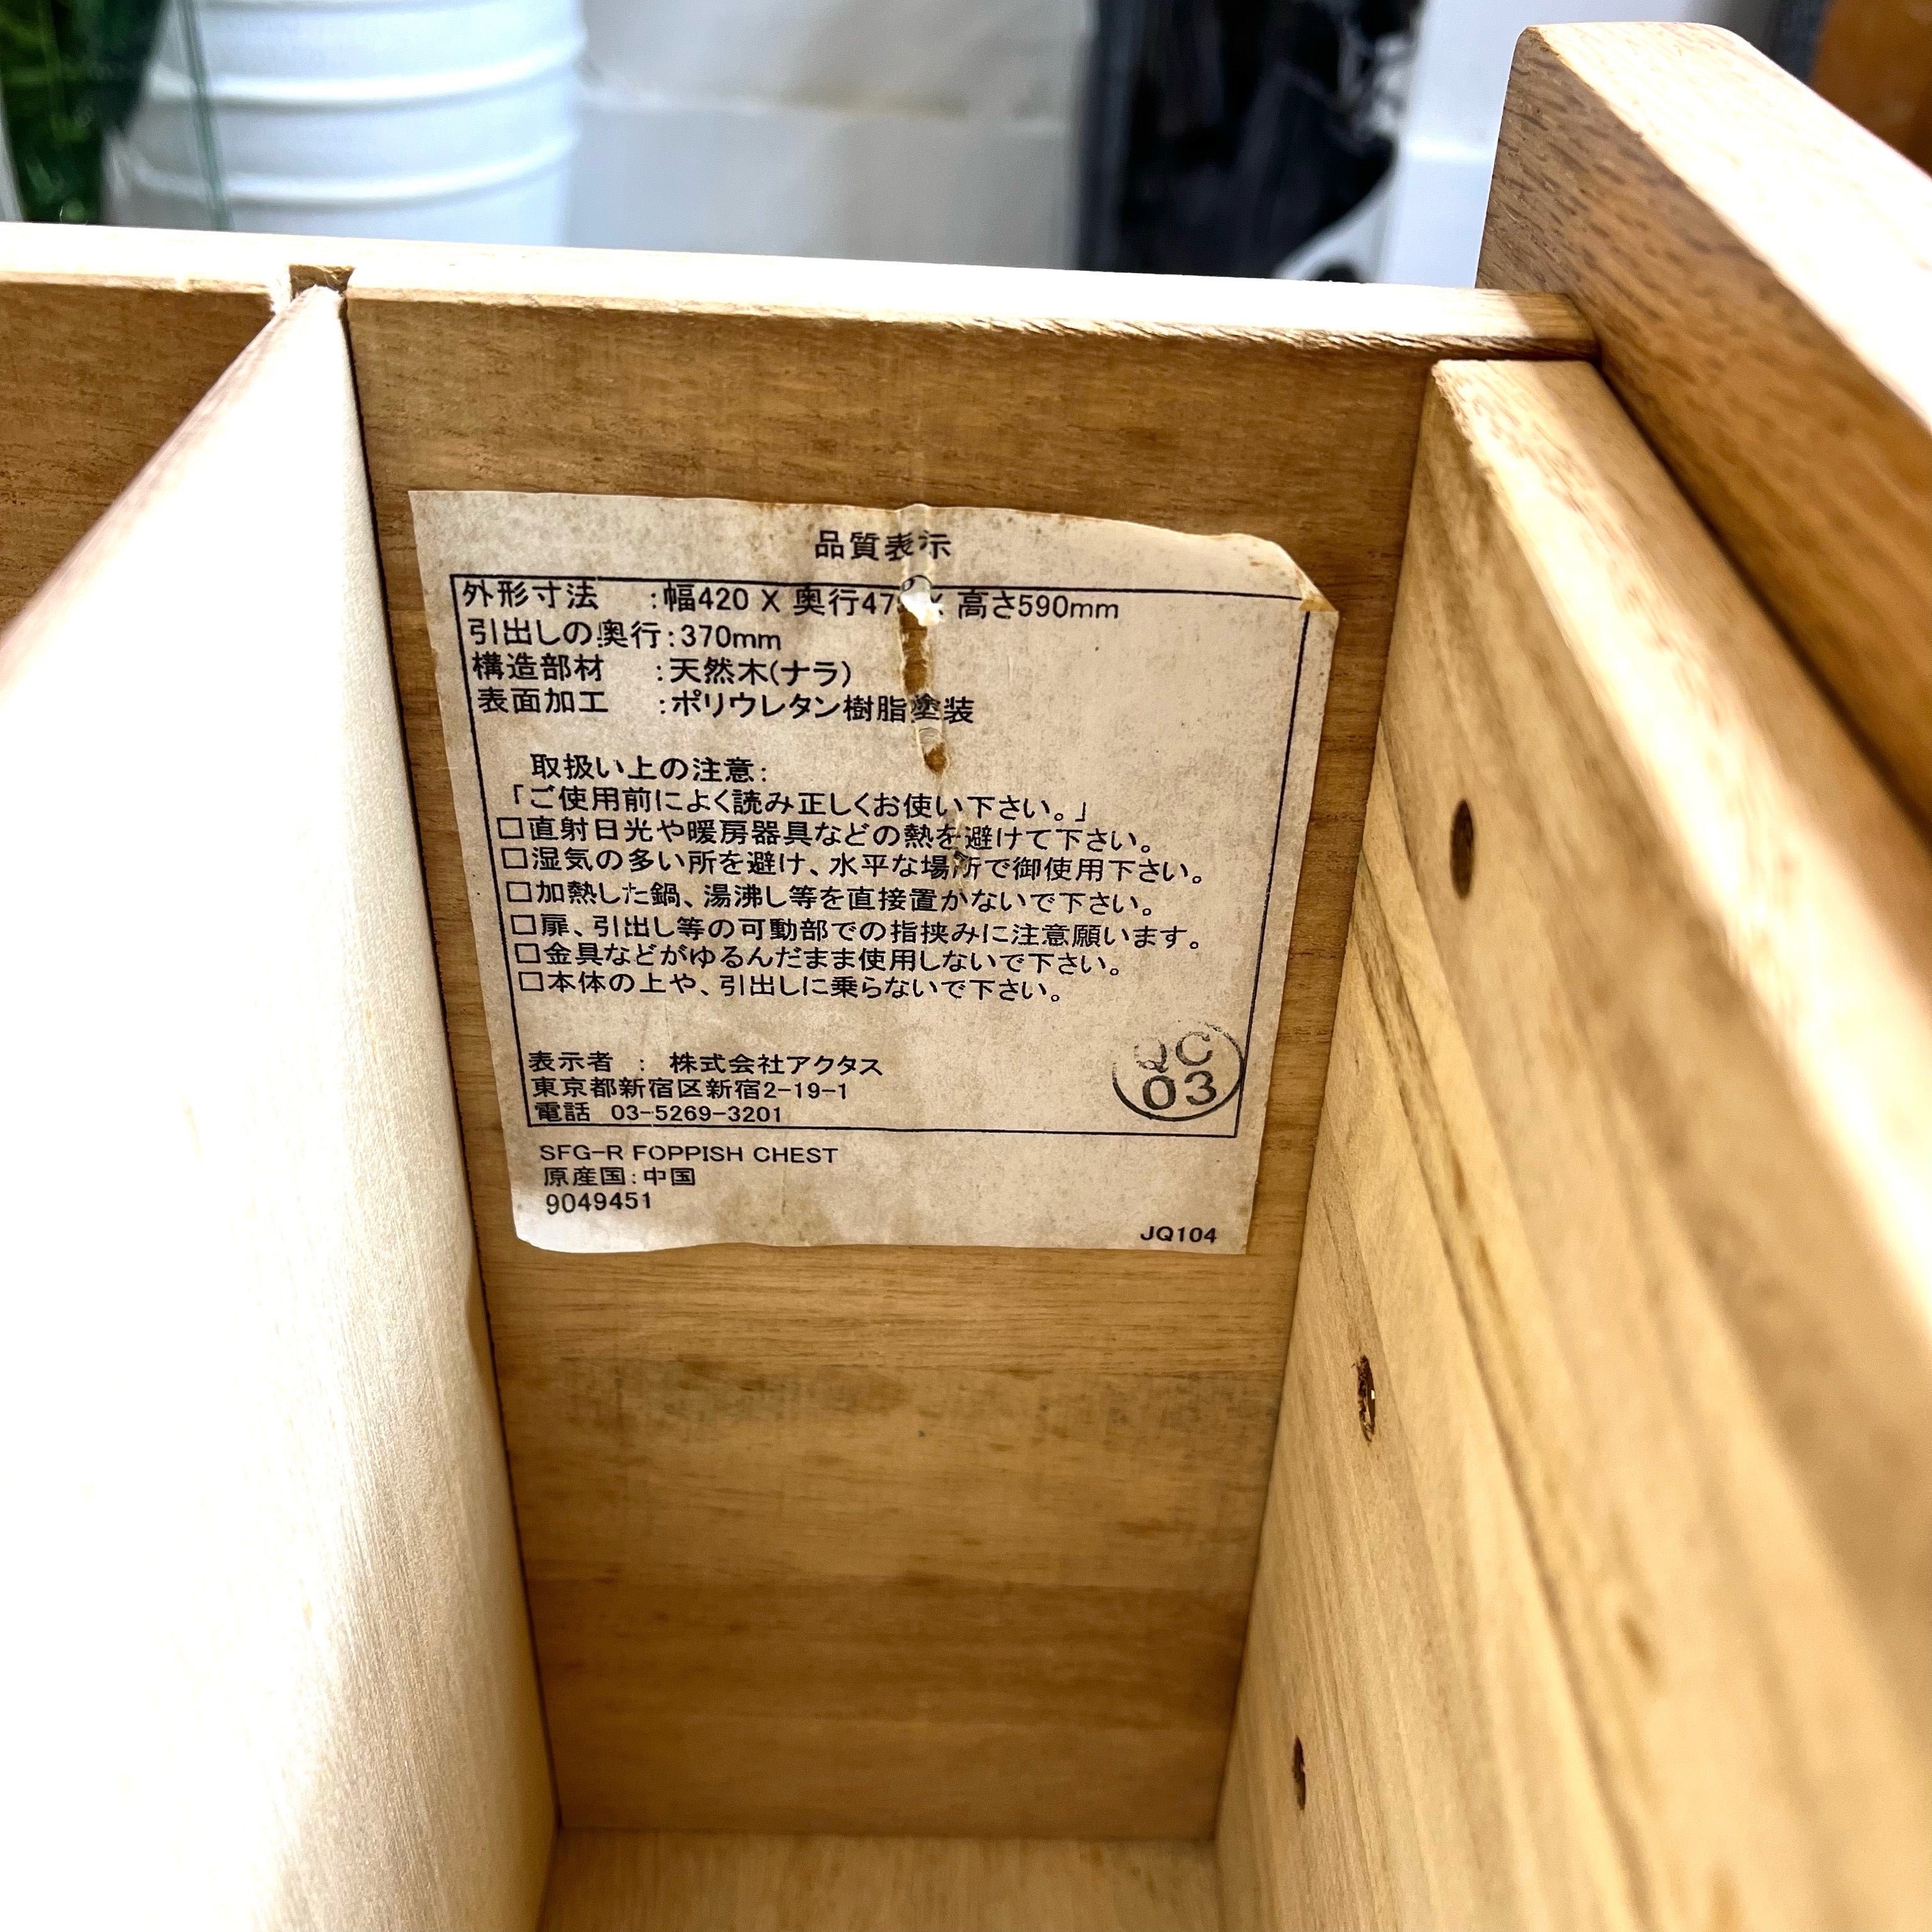 品質表示
外形寸法 :幅420 X 奥行47 X 高さ590mm
引出しの奥行:370mm
構造部材 :天然木(ナラ)
表面加工 :ポリウレタン樹脂塗装
取扱い上の注意:
「ご使用前によく読み正しくお使い下さい。」
□直射日光や暖房器具などの熱を避けて下さい。
□湿気の多い所を避け、水平な場所で御使用下さい。
□加熱した鍋、湯沸し等を直接置かないで下さい。
□扉、引出し等の可動部での指挟みに注意願います。
□金具などがゆるんだまま使用しないで下さい。
□本体の上や、引出しに乗らないで下さい。
表示者 : 株式会社アクタス
東京都新宿区新宿2-19-1
電話 03-5269-3201
QC
03
SFG-R FOPPISH CHEST
原産国:中国
9049451
JQ104